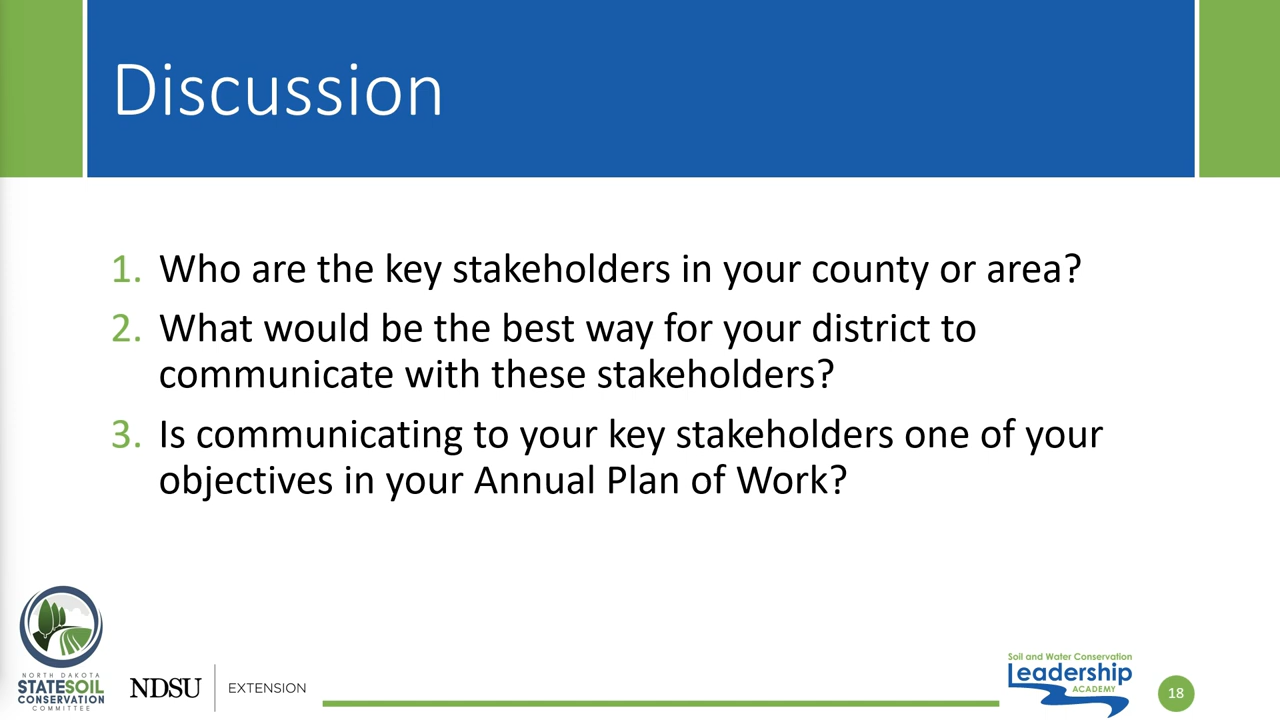 Discussion
1. Who are the key stakeholders in your county or area?
2. What would be the best way for your district to
communicate with these stakeholders?
3. Is communicating to your key stakeholders one of your
objectives in your Annual Plan of Work?
NORTH DAKOTA
STATESOIL
CONSERVATION
COMMITTEE
NDSU EXTENSION
Soil and Water Conservation
Leadership
ACADEMY
18